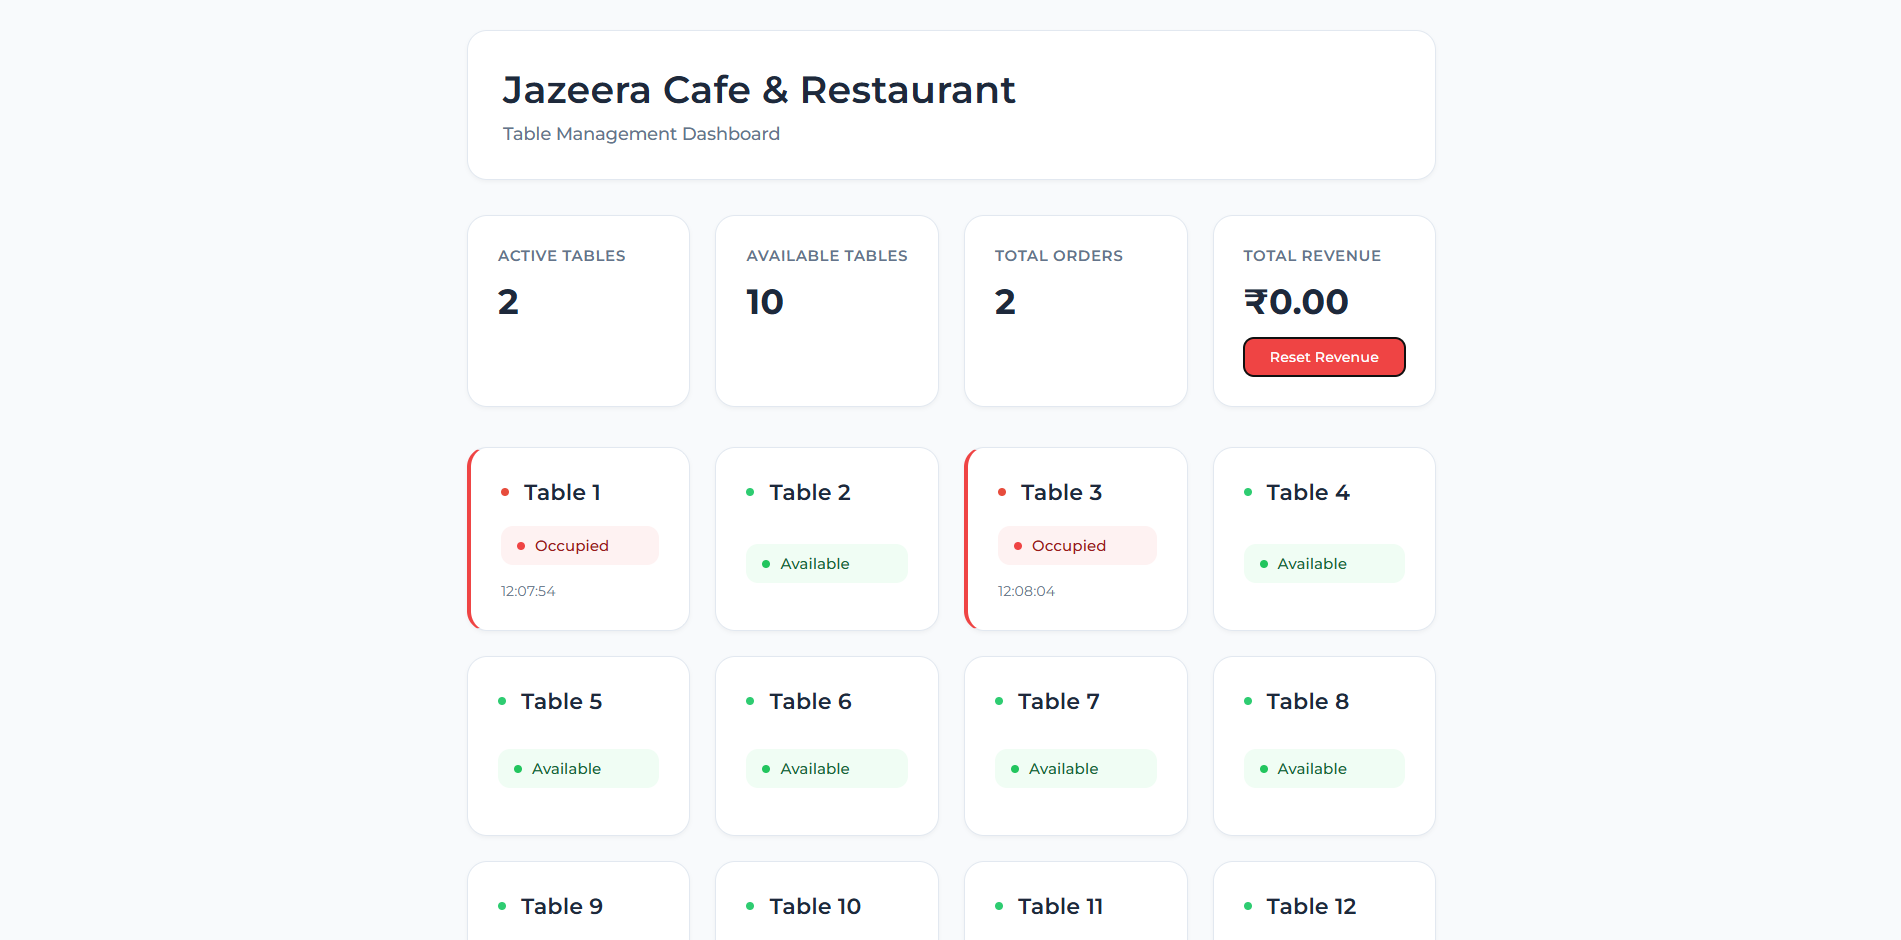 Jazeera Cafe & Restaurant
Table Management Dashboard
ACTIVE TABLES
2
AVAILABLE TABLES
10
TOTAL ORDERS
2
TOTAL REVENUE
₹0.00
Reset Revenue
Table 1
Occupied
12:07:54
Table 2
Available
Table 3
Occupied
12:08:04
Table 4
Available
Table 5
Available
Table 6
Available
Table 7
Available
Table 8
Available
Table 9
Table 10
Table 11
Table 12